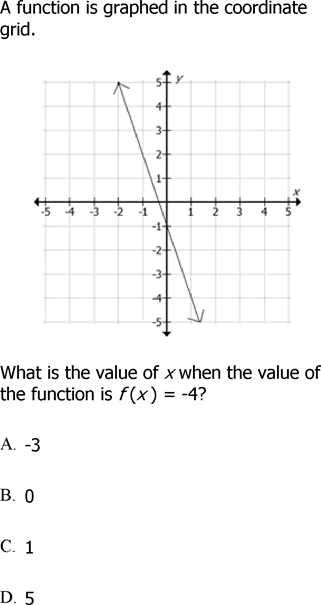 A function is graphed in the coordinate
grid.
y
5
4
3
2
1
x
-5 -4 -3 -2 -1 1 2 3 4 5
-1
-2
-3
-4
-5
What is the value of x when the value of
the function is f(x) = -4?
A. -3
B. 0
C. 1
D. 5